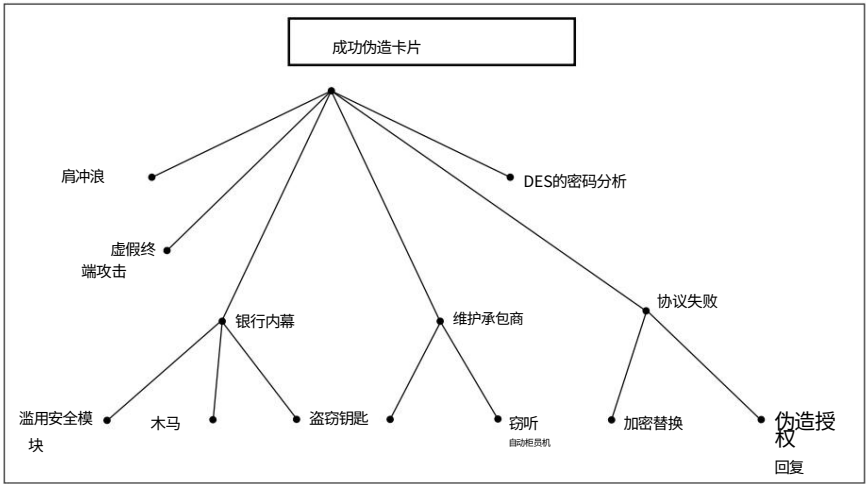 成功伪造卡片
肩冲浪
DES的密码分析
虚假终
端攻击
银行内幕
维护承包商
协议失败
滥用安全模
块
木马
盗窃钥匙
窃听
自动柜员机
加密替换
伪造授
权
回复